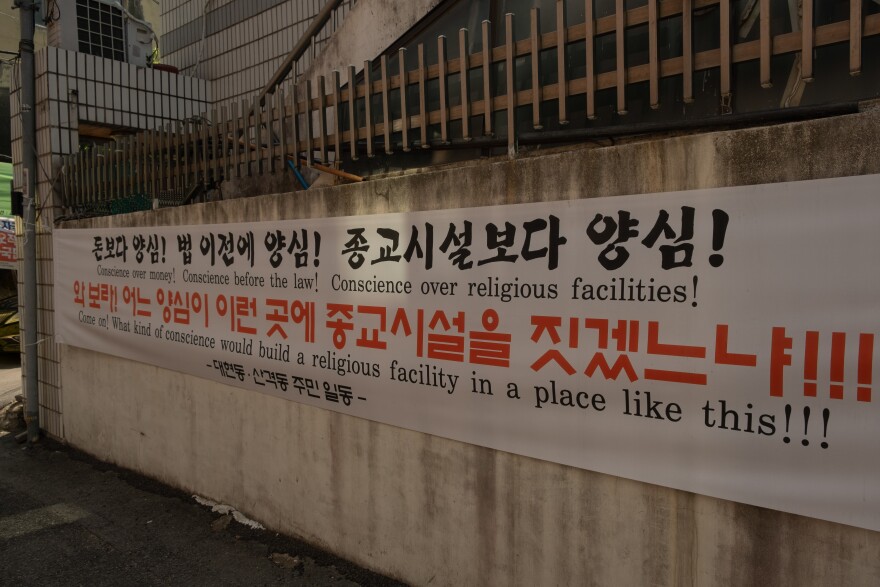 돈보다 양심! 법 이전에 양심! 종교시설보다 양심!
Conscience over money! Conscience before the law! Conscience over religious facilities!
와 보래! 어느 양심이 이런 곳에 종교시설을 짓겠느냐!!!
Come on! What kind of conscience would build a religious facility in a place like this!!!
-대현동·산격동 주민 일동-